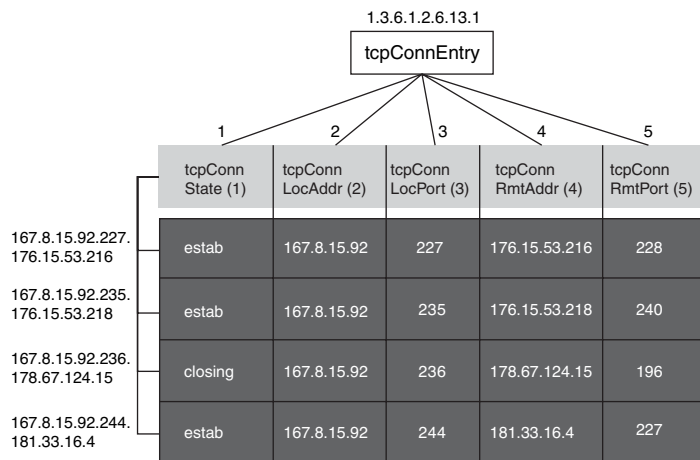 1.3.6.1.2.6.13.1
tcpConnEntry
1 2 3 4 5
tcpConn State (1) tcpConn LocAddr (2) tcpConn LocPort (3) tcpConn RmtAddr (4) tcpConn RmtPort (5)
167.8.15.92.227.
176.15.53.216
estab 167.8.15.92 227 176.15.53.216 228
167.8.15.92.235.
176.15.53.218
estab 167.8.15.92 235 176.15.53.218 240
167.8.15.92.236.
178.67.124.15
closing 167.8.15.92 236 178.67.124.15 196
167.8.15.92.244.
181.33.16.4
estab 167.8.15.92 244 181.33.16.4 227